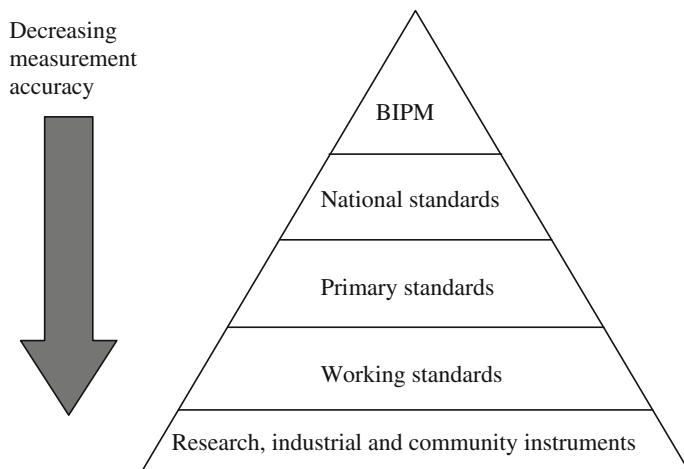 Decreasing
measurement
accuracy
BIPM
National standards
Primary standards
Working standards
Research, industrial and community instruments